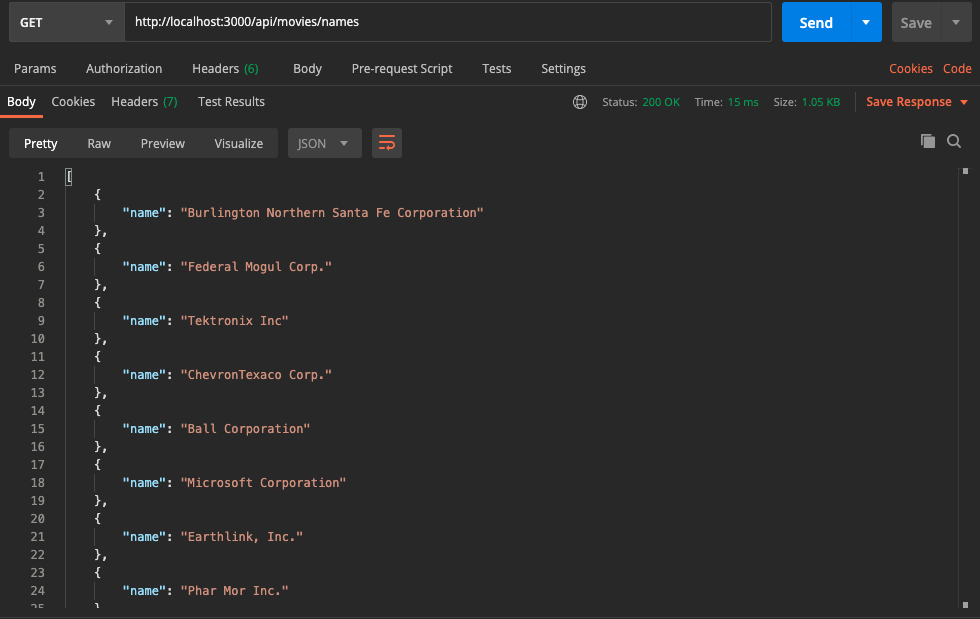 GET http://localhost:3000/api/movies/names Send Save
Params Authorization Headers (6) Body Pre-request Script Tests Settings Cookies Code
Body Cookies Headers (7) Test Results Status: 200 OK Time: 15 ms Size: 1.05 KB Save Response
Pretty Raw Preview Visualize JSON
1 [
2 {
3 "name": "Burlington Northern Santa Fe Corporation"
4 },
5 {
6 "name": "Federal Mogul Corp."
7 },
8 {
9 "name": "Tektronix Inc"
10 },
11 {
12 "name": "ChevronTexaco Corp."
13 },
14 {
15 "name": "Ball Corporation"
16 },
17 {
18 "name": "Microsoft Corporation"
19 },
20 {
21 "name": "Earthlink, Inc."
22 },
23 {
24 "name": "Phar Mor Inc."
25 }